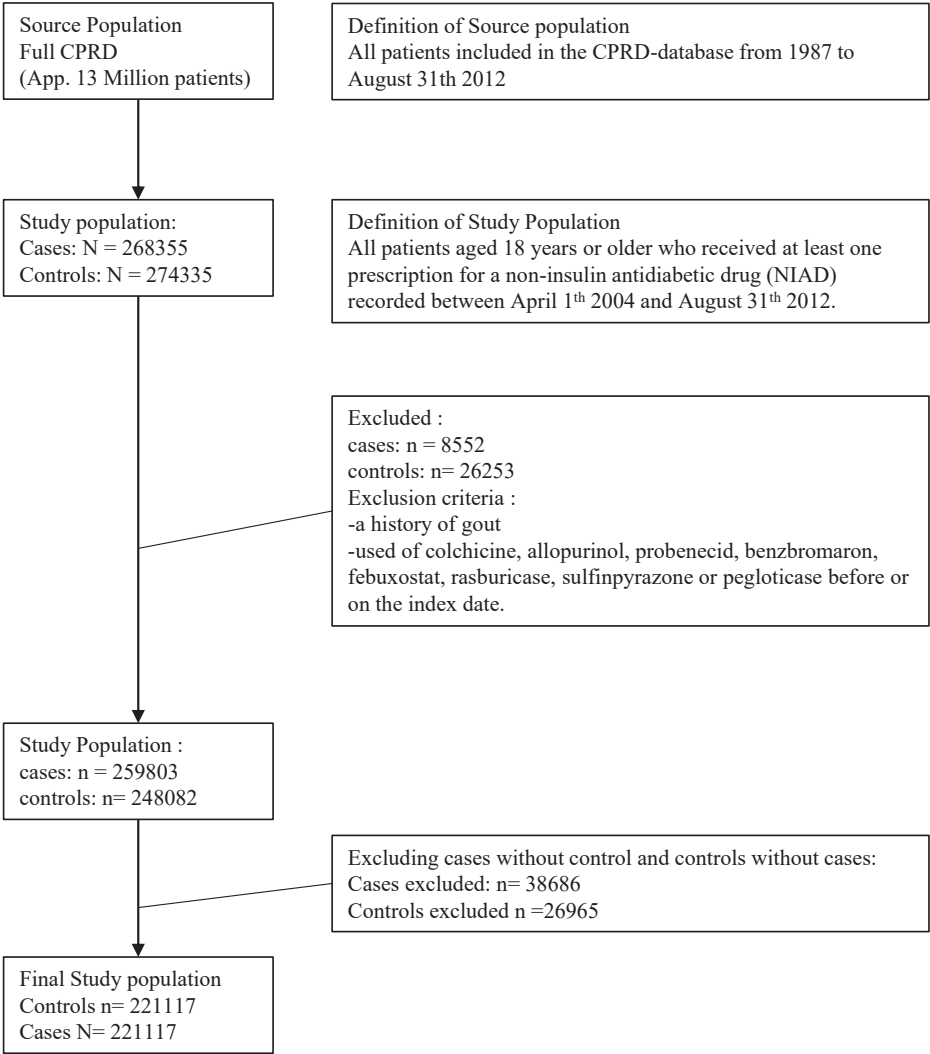 Source Population
Full CPRD
(App. 13 Million patients)
Definition of Source population
All patients included in the CPRD-database from 1987 to
August 31th 2012
Study population:
Cases: N = 268355
Controls: N = 274335
Definition of Study Population
All patients aged 18 years or older who received at least one
prescription for a non-insulin antidiabetic drug (NIAD)
recorded between April 1th 2004 and August 31th 2012.
Excluded :
cases: n = 8552
controls: n= 26253
Exclusion criteria :
-a history of gout
-used of colchicine, allopurinol, probenecid, benzbromaron,
febuxostat, rasburicase, sulfinpyrazone or pegloticase before or
on the index date.
Study Population :
cases: n = 259803
controls: n= 248082
Excluding cases without control and controls without cases:
Cases excluded: n= 38686
Controls excluded n =26965
Final Study population
Controls n= 221117
Cases N= 221117